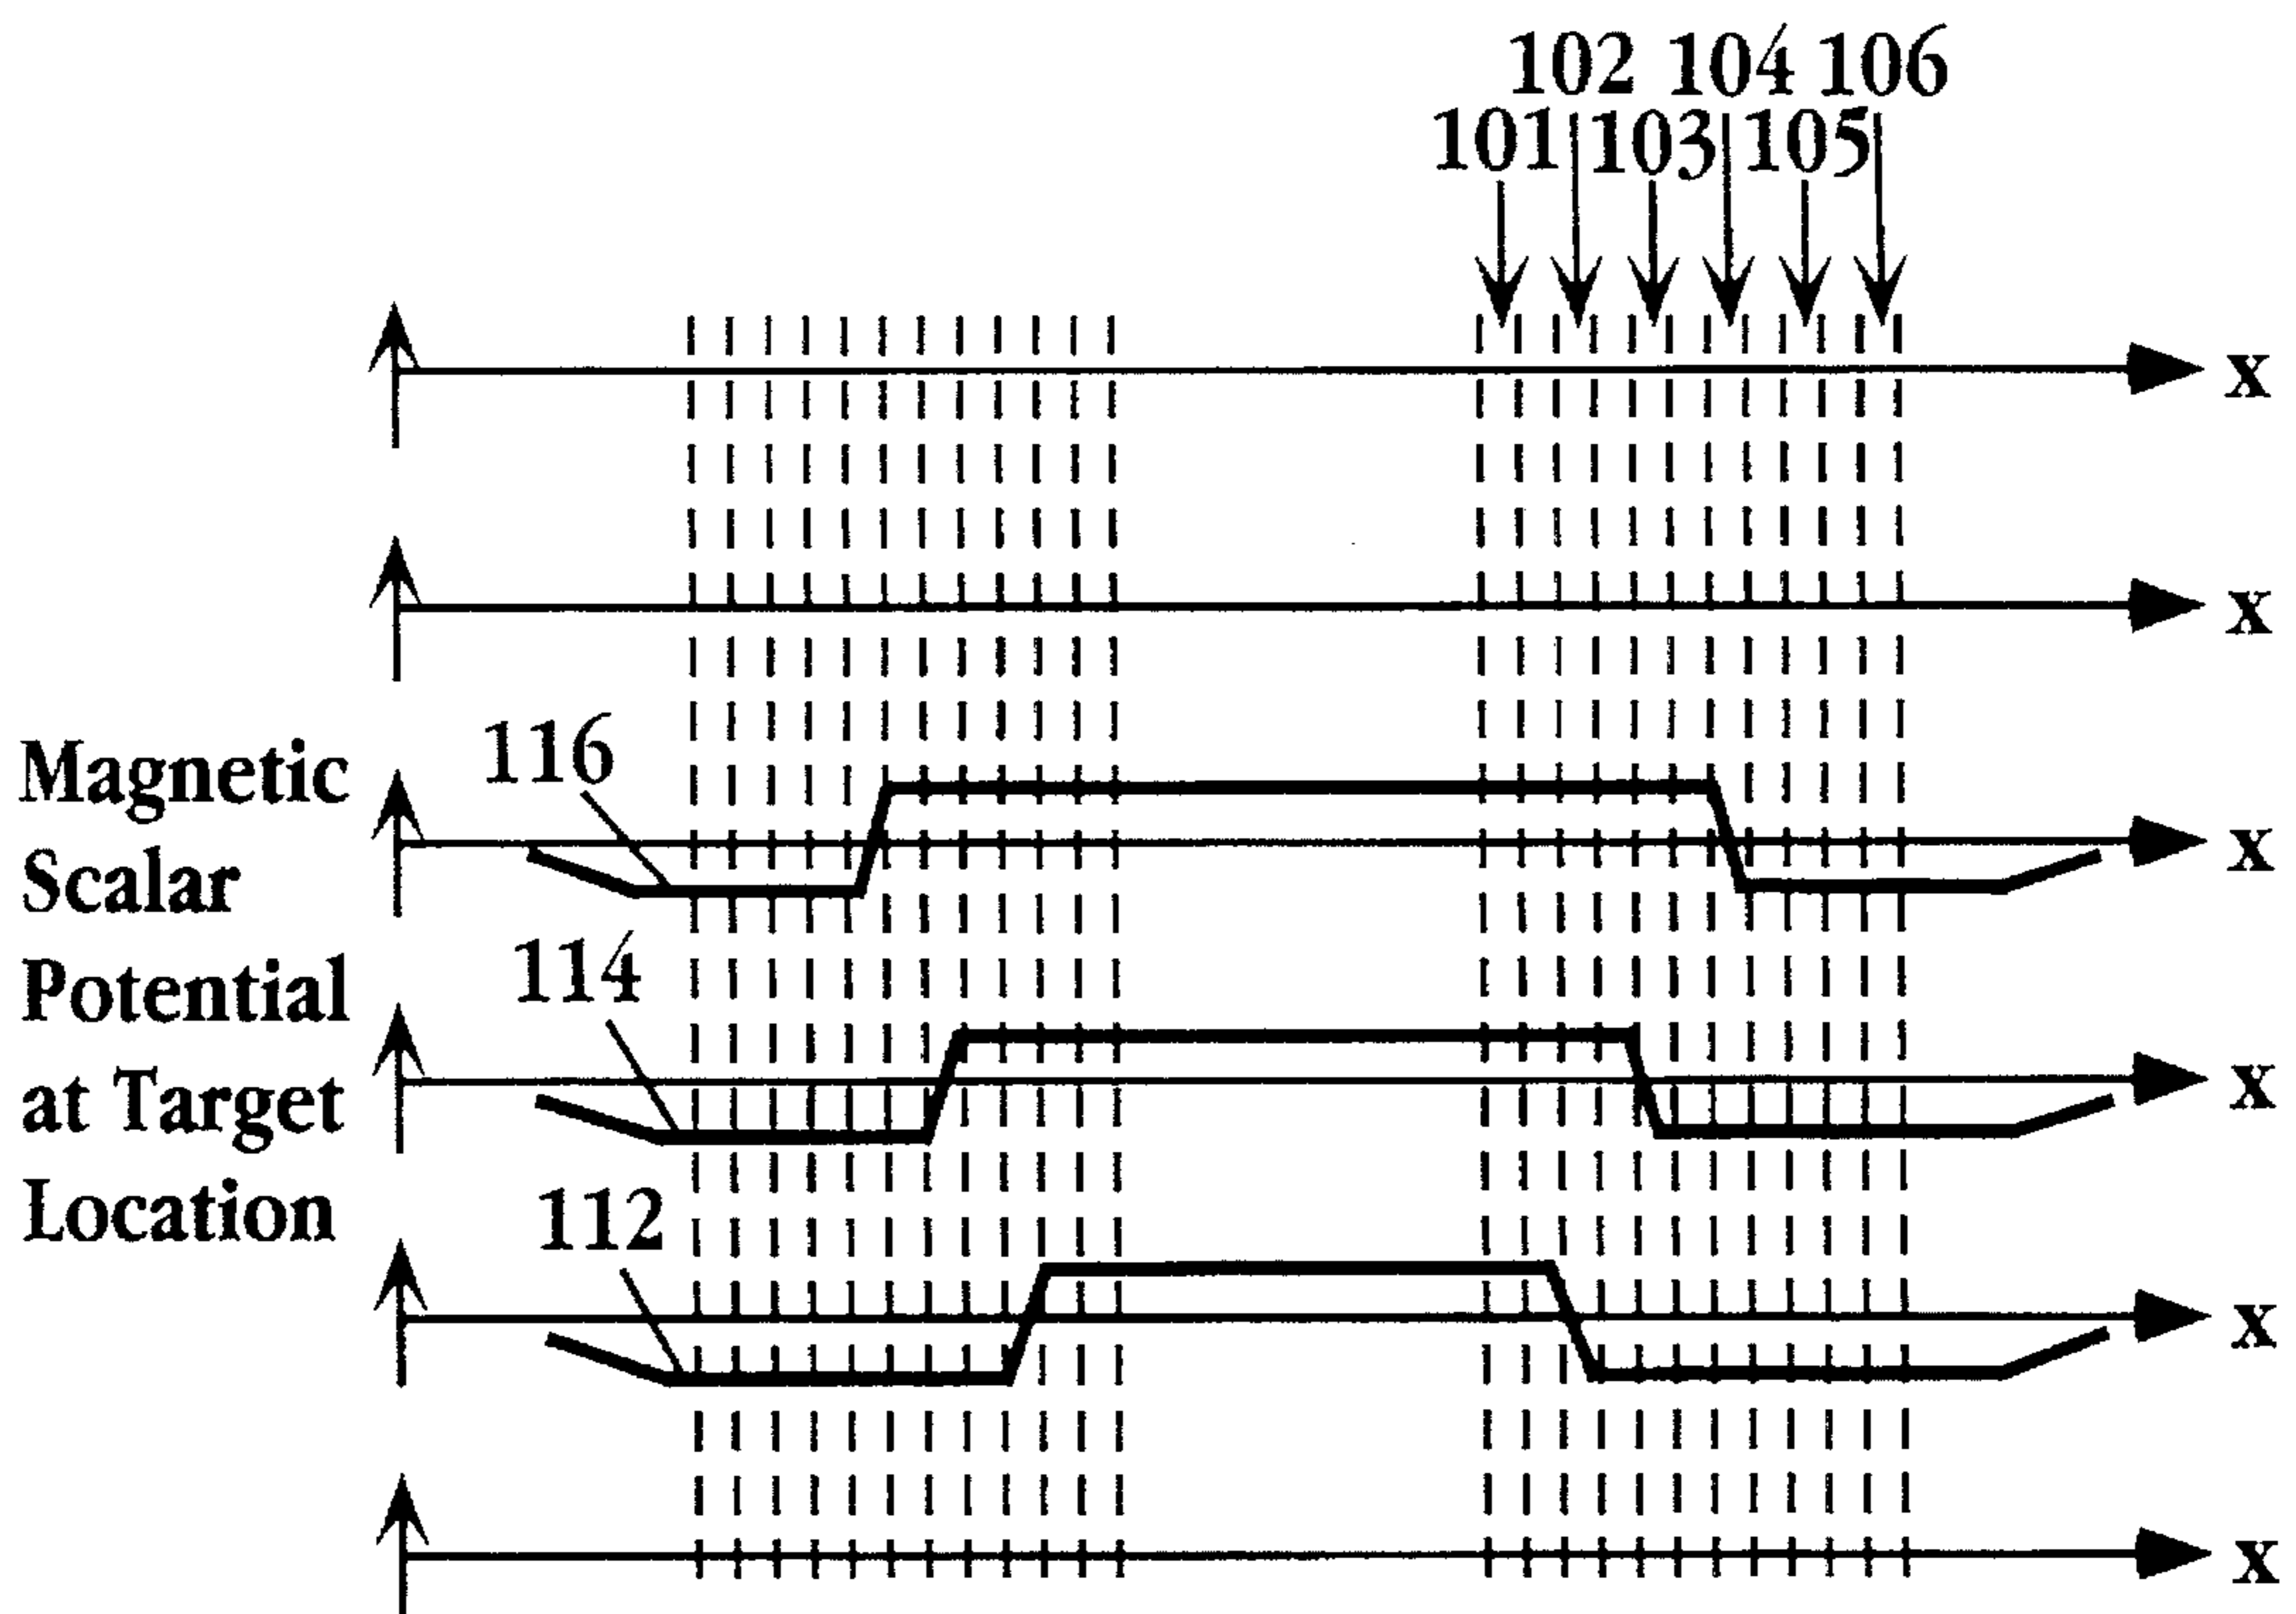 102 104 106
101 103 105
x
x
116
x
Magnetic
Scalar
Potential
at Target
Location
114
x
112
x
x